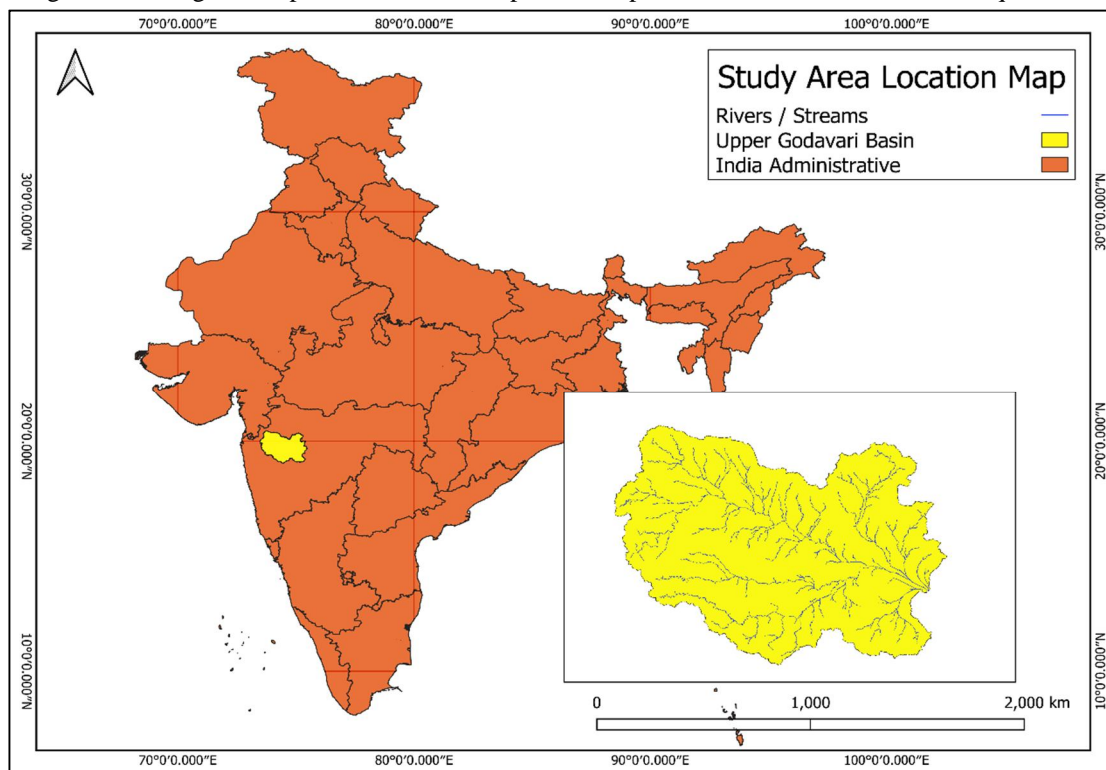 70°0'0.000"E 80°0'0.000"E 90°0'0.000"E 100°0'0.000"E
Study Area Location Map
Rivers / Streams
Upper Godavari Basin
India Administrative
30°0'0.000"N 30°0'0.000"N
20°0'0.000"N 20°0'0.000"N
10°0'0.000"N 10°0'0.000"N
0 1,000 2,000 km
70°0'0.000"E 80°0'0.000"E 90°0'0.000"E 100°0'0.000"E